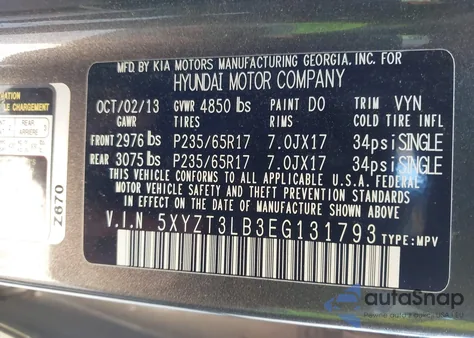 MFD. BY KIA MOTORS MANUFACTURING GEORGIA, INC. FOR
HYUNDAI MOTOR COMPANY
OCT/02/13 GVWR 4850 lbs PAINT DO TRIM VYN
GAWR TIRES RIMS COLD TIRE INFL
FRONT 2976 lbs P235/65R17 7.0JX17 34psi SINGLE
REAR 3075 lbs P235/65R17 7.0JX17 34psi SINGLE
THIS VEHICLE CONFORMS TO ALL APPLICABLE U.S.A. FEDERAL
MOTOR VEHICLE SAFETY, BUMPER, AND THEFT PREVENTION STANDARDS
IN EFFECT ON THE DATE OF MANUFACTURE SHOWN ABOVE
V.I.N 5XYZT3LB3EG131793 TYPE: MPV
CHARGEMENT
ARRIERE
Z670
autoSnap